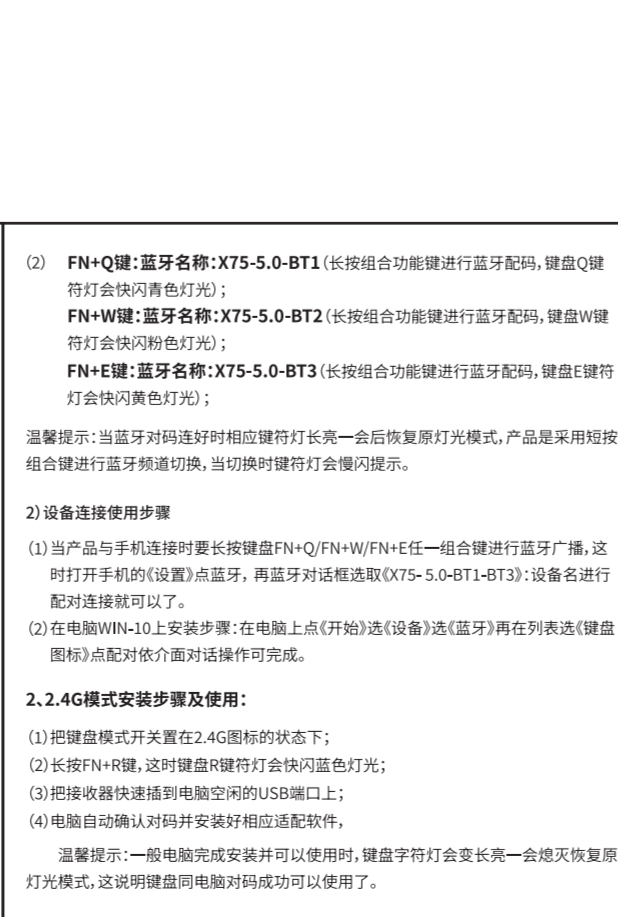 (2) FN+Q键：蓝牙名称：X75-5.0-BT1（长按组合功能键进行蓝牙配码，键盘Q键
符灯会快闪青色灯光）；
FN+W键：蓝牙名称：X75-5.0-BT2（长按组合功能键进行蓝牙配码，键盘W键
符灯会快闪粉色灯光）；
FN+E键：蓝牙名称：X75-5.0-BT3（长按组合功能键进行蓝牙配码，键盘E键符
灯会快闪黄色灯光）；
温馨提示：当蓝牙对码连好时相应键符灯长亮一会后恢复原灯光模式，产品是采用短按
组合键进行蓝牙频道切换，当切换时键符灯会慢闪提示。
2）设备连接使用步骤
(1)当产品与手机连接时要长按键盘FN+Q/FN+W/FN+E任一组合键进行蓝牙广播，这
时打开手机的《设置》点蓝牙，再蓝牙对话框选取《X75- 5.0-BT1-BT3》：设备名进行
配对连接就可以了。
(2)在电脑WIN-10上安装步骤：在电脑上点《开始》选《设备》选《蓝牙》再在列表选《键盘
图标》点配对依介面对话操作可完成。
2、2.4G模式安装步骤及使用：
(1)把键盘模式开关置在2.4G图标的状态下；
(2)长按FN+R键，这时键盘R键符灯会快闪蓝色灯光；
(3)把接收器快速插到电脑空闲的USB端口上；
(4)电脑自动确认对码并安装好相应适配软件，
温馨提示：一般电脑完成安装并可以使用时，键盘字符灯会变长亮一会熄灭恢复原
灯光模式，这说明键盘同电脑对码成功可以使用了。